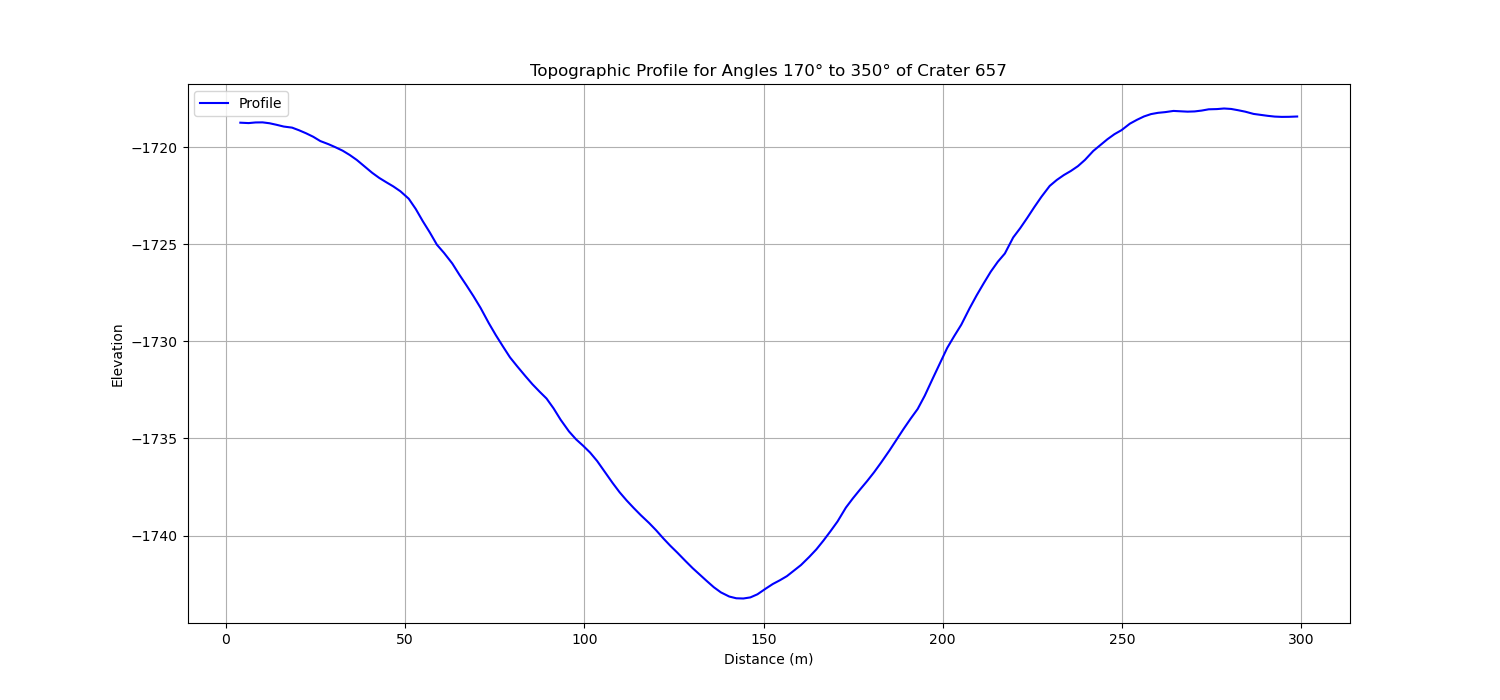 Topographic Profile for Angles 170° to 350° of Crater 657
Profile
−1720
−1725
−1730
−1735
−1740
Elevation
0 50 100 150 200 250 300
Distance (m)